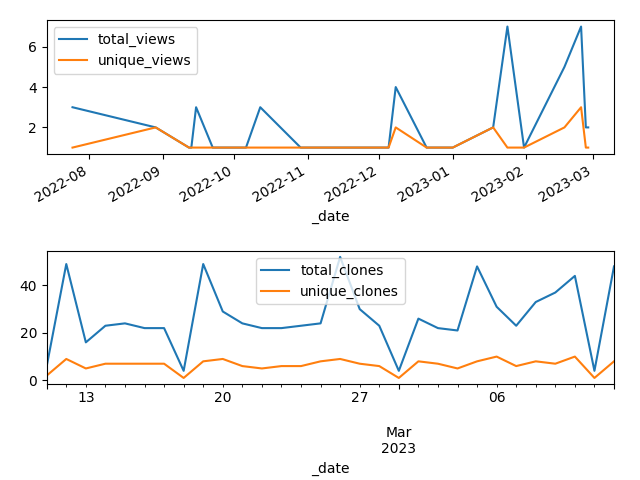 total_views
unique_views
6
4
2
2022-08
2022-09
2022-10
2022-11
2022-12
2023-01
2023-02
2023-03
_date
total_clones
unique_clones
40
20
0
13
20
27
06
Mar
2023
_date